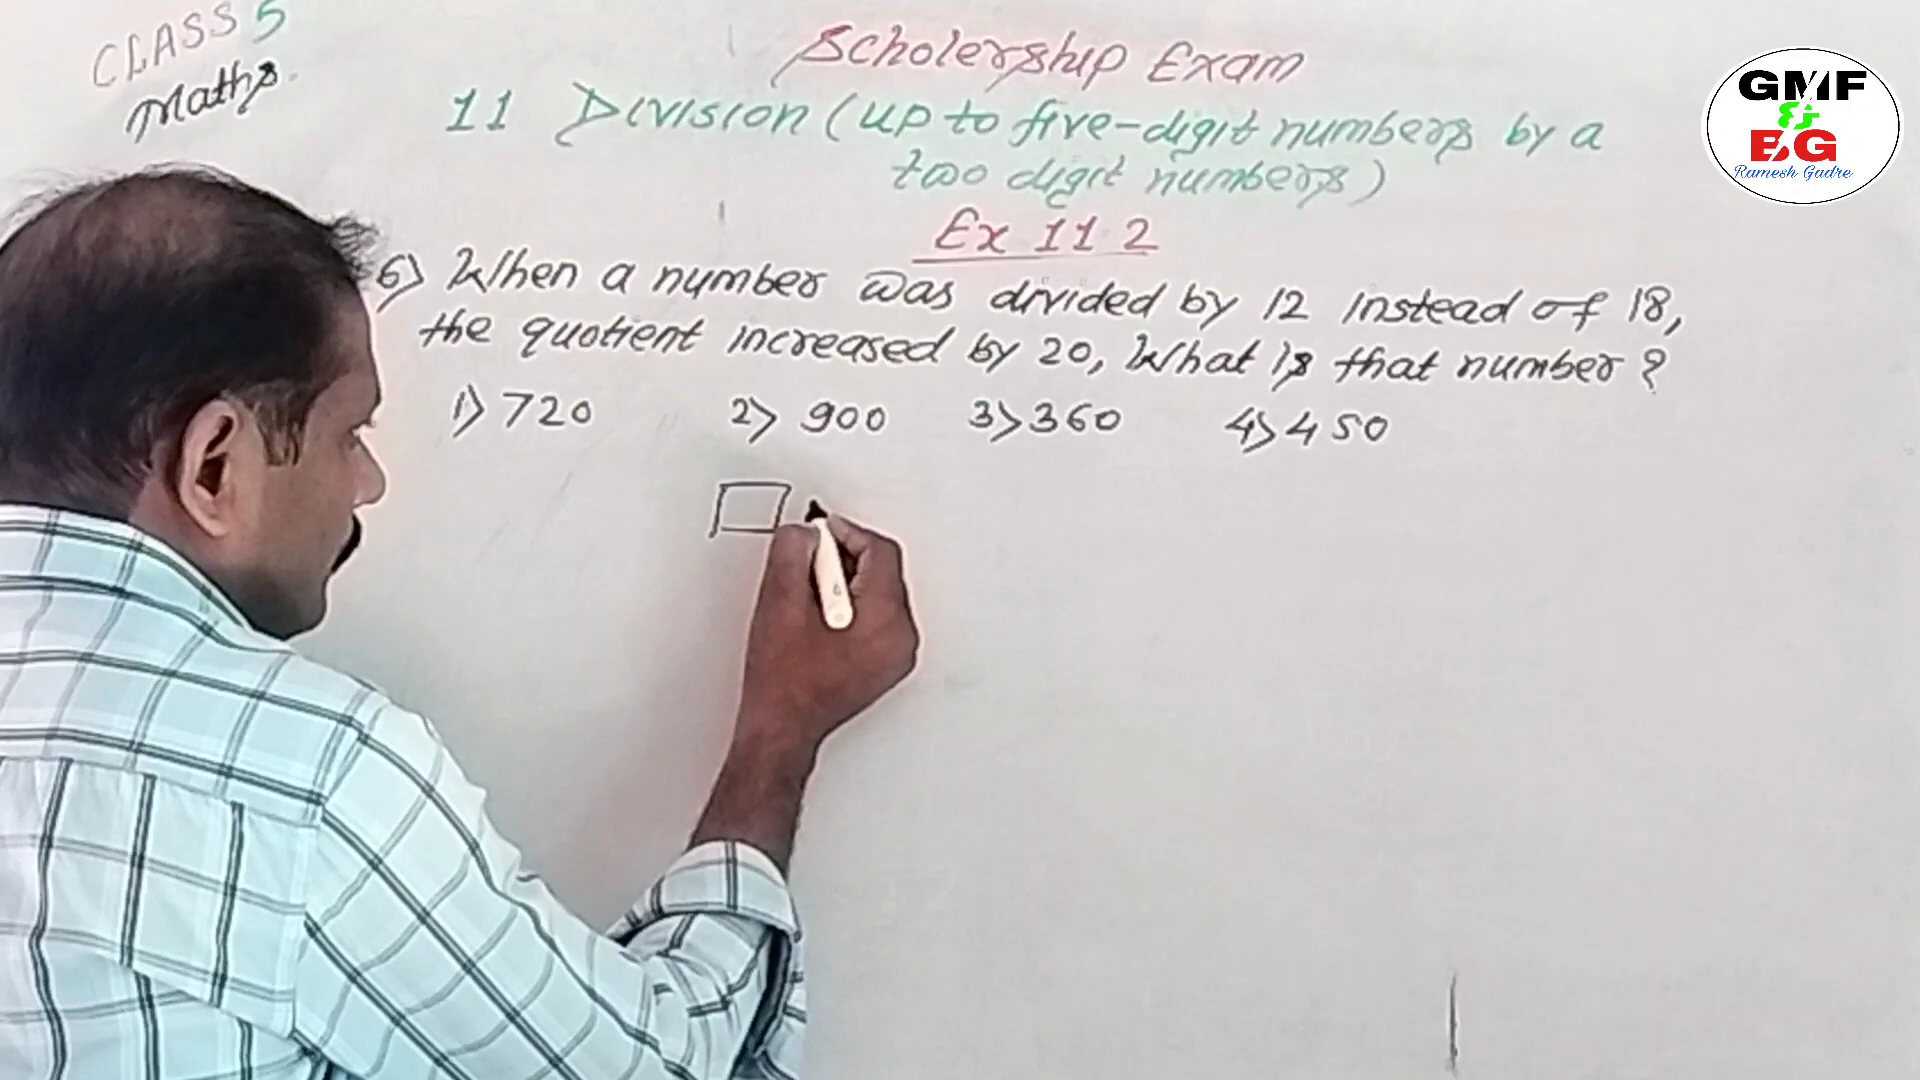 CLASS 5
Maths.
Scholership Exam
11 Division (up to five-digit numbers by a
two digit numbers)
Ex 11.2
6) When a number was divided by 12 instead of 18,
the quotient increased by 20, What is that number?
1) 720 2) 900 3) 360 4) 450
GMF
B G
Ramesh Gadre